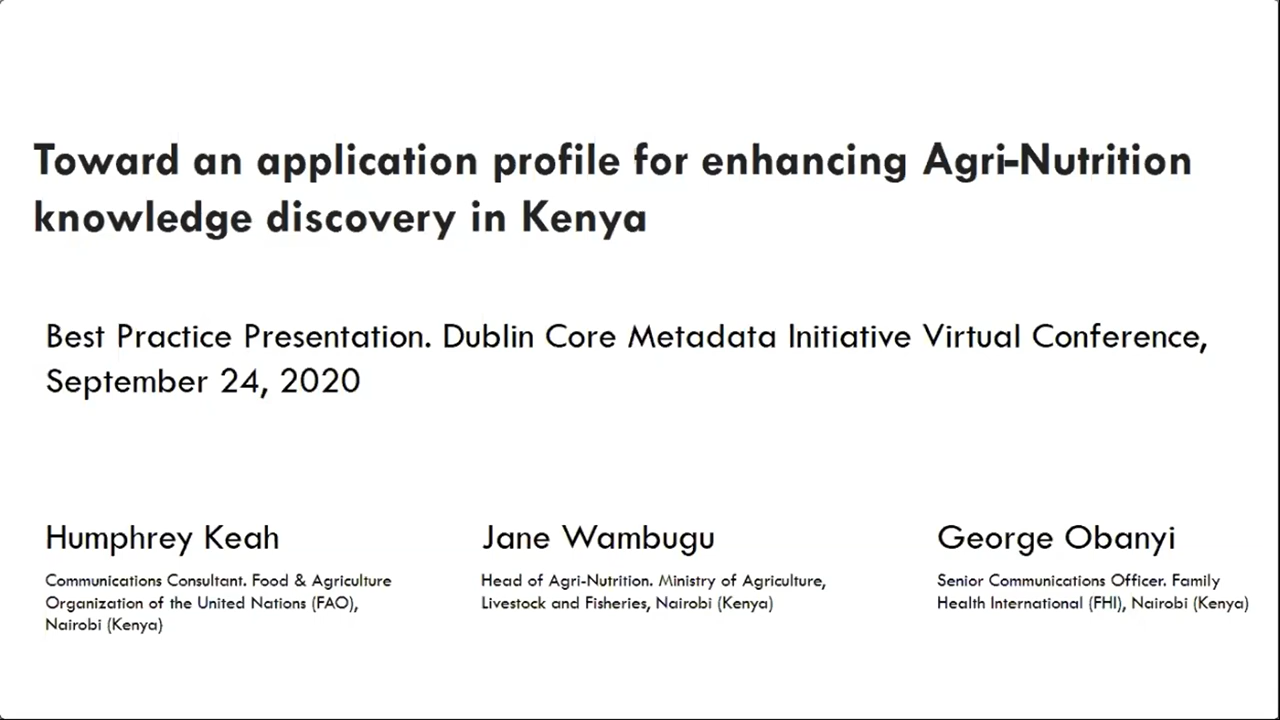 Toward an application profile for enhancing Agri-Nutrition
knowledge discovery in Kenya
Best Practice Presentation. Dublin Core Metadata Initiative Virtual Conference,
September 24, 2020
Humphrey Keah
Communications Consultant. Food & Agriculture
Organization of the United Nations (FAO),
Nairobi (Kenya)
Jane Wambugu
Head of Agri-Nutrition. Ministry of Agriculture,
Livestock and Fisheries, Nairobi (Kenya)
George Obanyi
Senior Communications Officer. Family
Health International (FHI), Nairobi (Kenya)